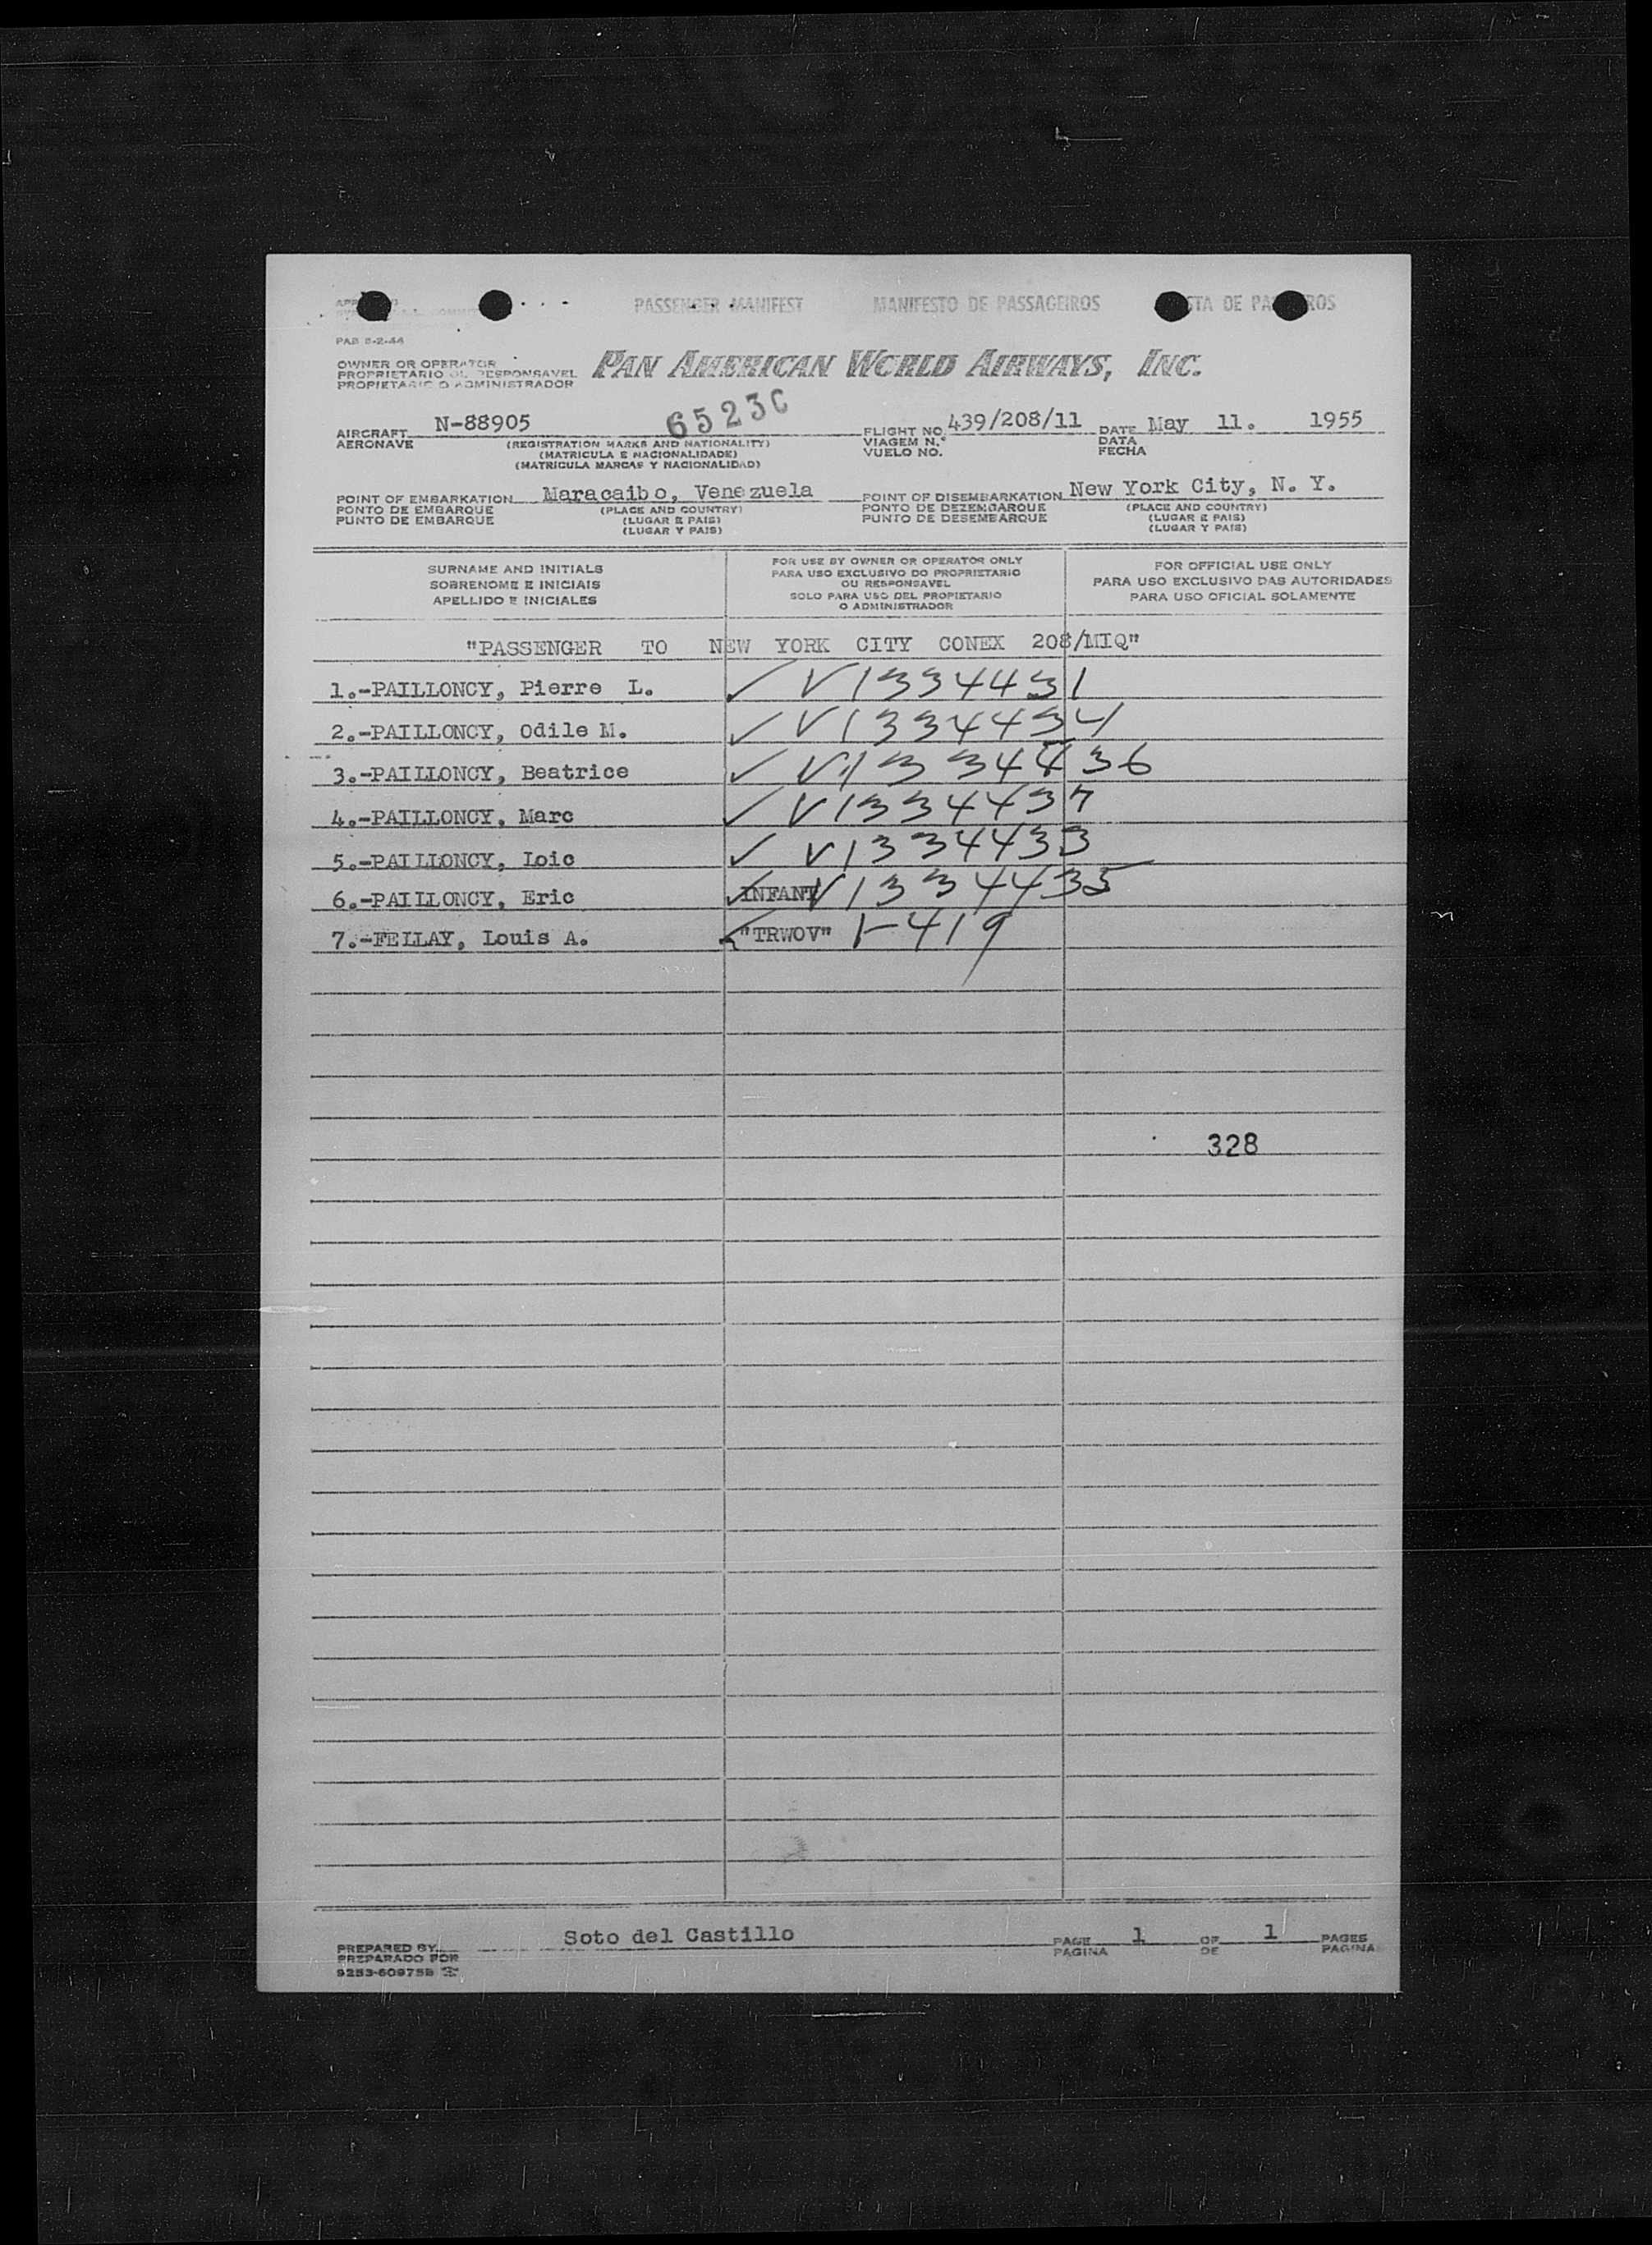 PASSENGER MANIFEST MANIFESTO DE PASSAGEIROS
PAB 5-2-44
OWNER OR OPERATOR
PROPRIETARIO OU RESPONSAVEL
PROPIETARIO O ADMINISTRADOR
PAN AMERICAN WORLD AIRWAYS, INC.
6523C
AIRCRAFT N-88905 FLIGHT NO. 439/208/11 DATE May 11. 1955
AERONAVE (REGISTRATION MARKS AND NATIONALITY) VIAGEM N.º DATA
(MATRICULA E NACIONALIDADE) VUELO NO. FECHA
(MATRICULA MARCAS Y NACIONALIDAD)
POINT OF EMBARKATION Maracaibo, Venezuela POINT OF DISEMBARKATION New York City, N. Y.
PONTO DE EMBARQUE (PLACE AND COUNTRY) PONTO DE DEZEMBARQUE (PLACE AND COUNTRY)
PUNTO DE EMBARQUE (LUGAR E PAIS) PUNTO DE DESEMBARQUE (LUGAR E PAIS)
(LUGAR Y PAIS) (LUGAR Y PAIS)
SURNAME AND INITIALS
SOBRENOME E INICIAIS
APELLIDO E INICIALES
FOR USE BY OWNER OR OPERATOR ONLY
PARA USO EXCLUSIVO DO PROPRIETARIO
OU RESPONSAVEL
SOLO PARA USO DEL PROPIETARIO
O ADMINISTRADOR
FOR OFFICIAL USE ONLY
PARA USO EXCLUSIVO DAS AUTORIDADES
PARA USO OFICIAL SOLAMENTE
"PASSENGER TO NEW YORK CITY CONEX 208/MIQ"
1.-PAILLONCY, Pierre L. ✓ V1334431
2.-PAILLONCY, Odile M. ✓ V1334434
3.-PAILLONCY, Beatrice ✓ V1334436
4.-PAILLONCY, Marc ✓ V1334437
5.-PAILLONCY, Loic ✓ V1334433
6.-PAILLONCY, Eric ✓ INFANT V1334435
7.-FELLAY, Louis A. ✓ "TRWOV" 1-419
328
PREPARED BY Soto del Castillo PAGE 1 OF 1 PAGES
PREPARADO POR PAGINA DE PAGINA
9253-609758